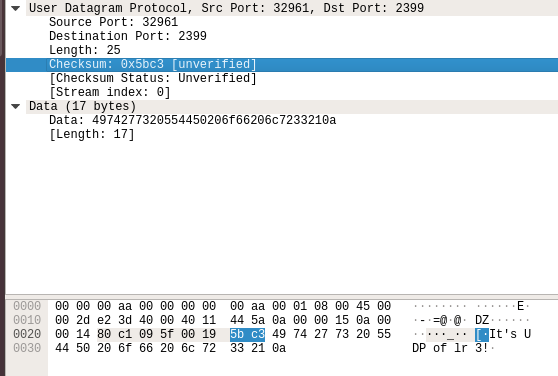 User Datagram Protocol, Src Port: 32961, Dst Port: 2399
Source Port: 32961
Destination Port: 2399
Length: 25
Checksum: 0x5bc3 [unverified]
[Checksum Status: Unverified]
[Stream index: 0]
Data (17 bytes)
Data: 4974277320554450206f66206c7233210a
[Length: 17]
0000 00 00 00 aa 00 00 00 00 00 aa 00 01 08 00 45 00 ········ ······E·
0010 00 2d e2 3d 40 00 40 11 44 5a 0a 00 00 15 0a 00 ·-·=@·@· DZ······
0020 00 14 80 c1 09 5f 00 19 5b c3 49 74 27 73 20 55 ·····_·· [·It's U
0030 44 50 20 6f 66 20 6c 72 33 21 0a DP of lr 3!·